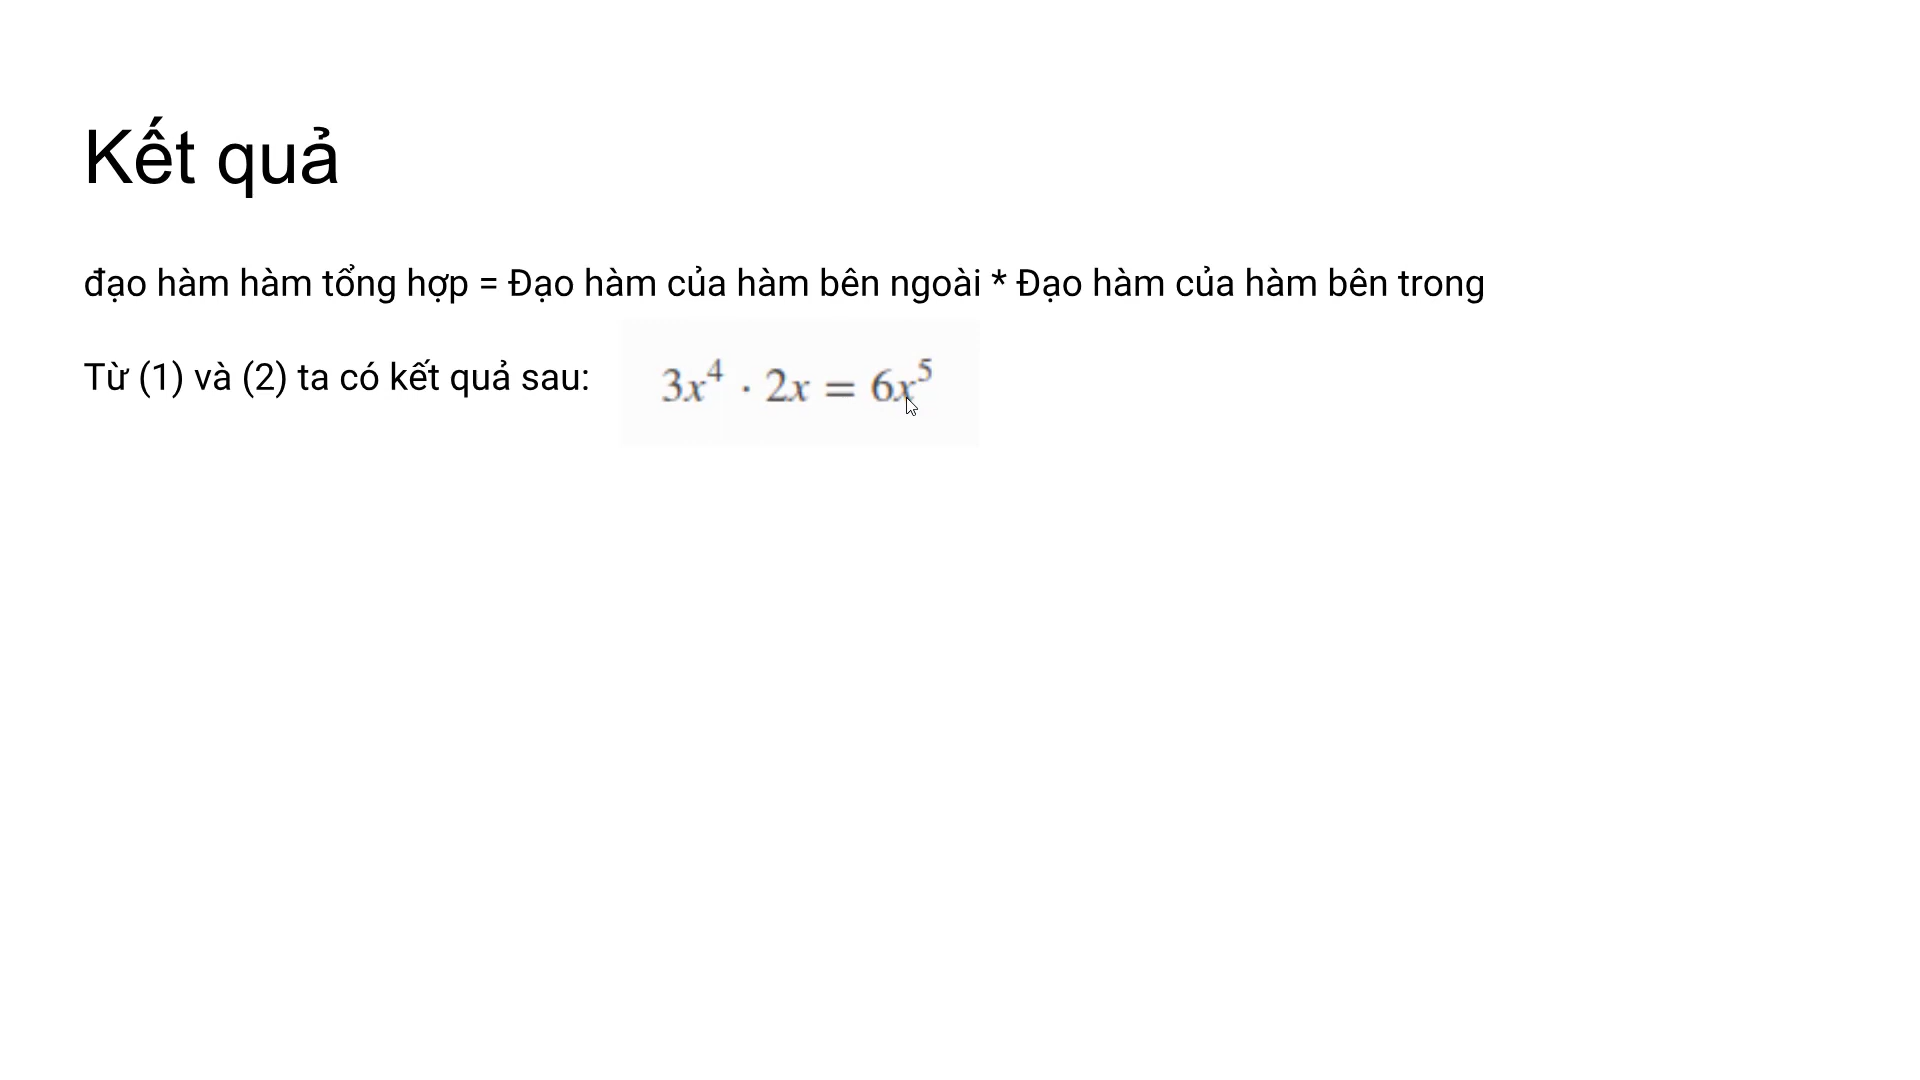 Kết quả
đạo hàm hàm tổng hợp = Đạo hàm của hàm bên ngoài * Đạo hàm của hàm bên trong
Từ (1) và (2) ta có kết quả sau: 3x⁴ · 2x = 6x⁵